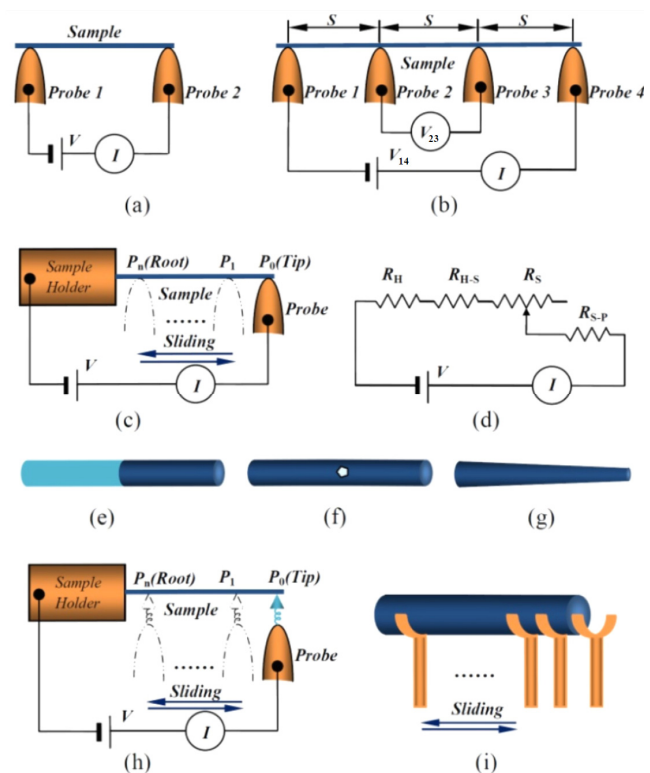 Sample
Probe 1 Probe 2
V
I
(a)
S S S
Sample
Probe 1 Probe 2 Probe 3 Probe 4
V23
V14
I
(b)
Sample
Holder
Pn(Root) P1 P0(Tip)
Sample
Probe
......
Sliding
V
I
(c)
RH RH-S RS
RS-P
V
I
(d)
(e) (f) (g)
Sample
Holder
Pn(Root) P1 P0(Tip)
Sample
Probe
......
Sliding
V
I
(h)
......
Sliding
(i)